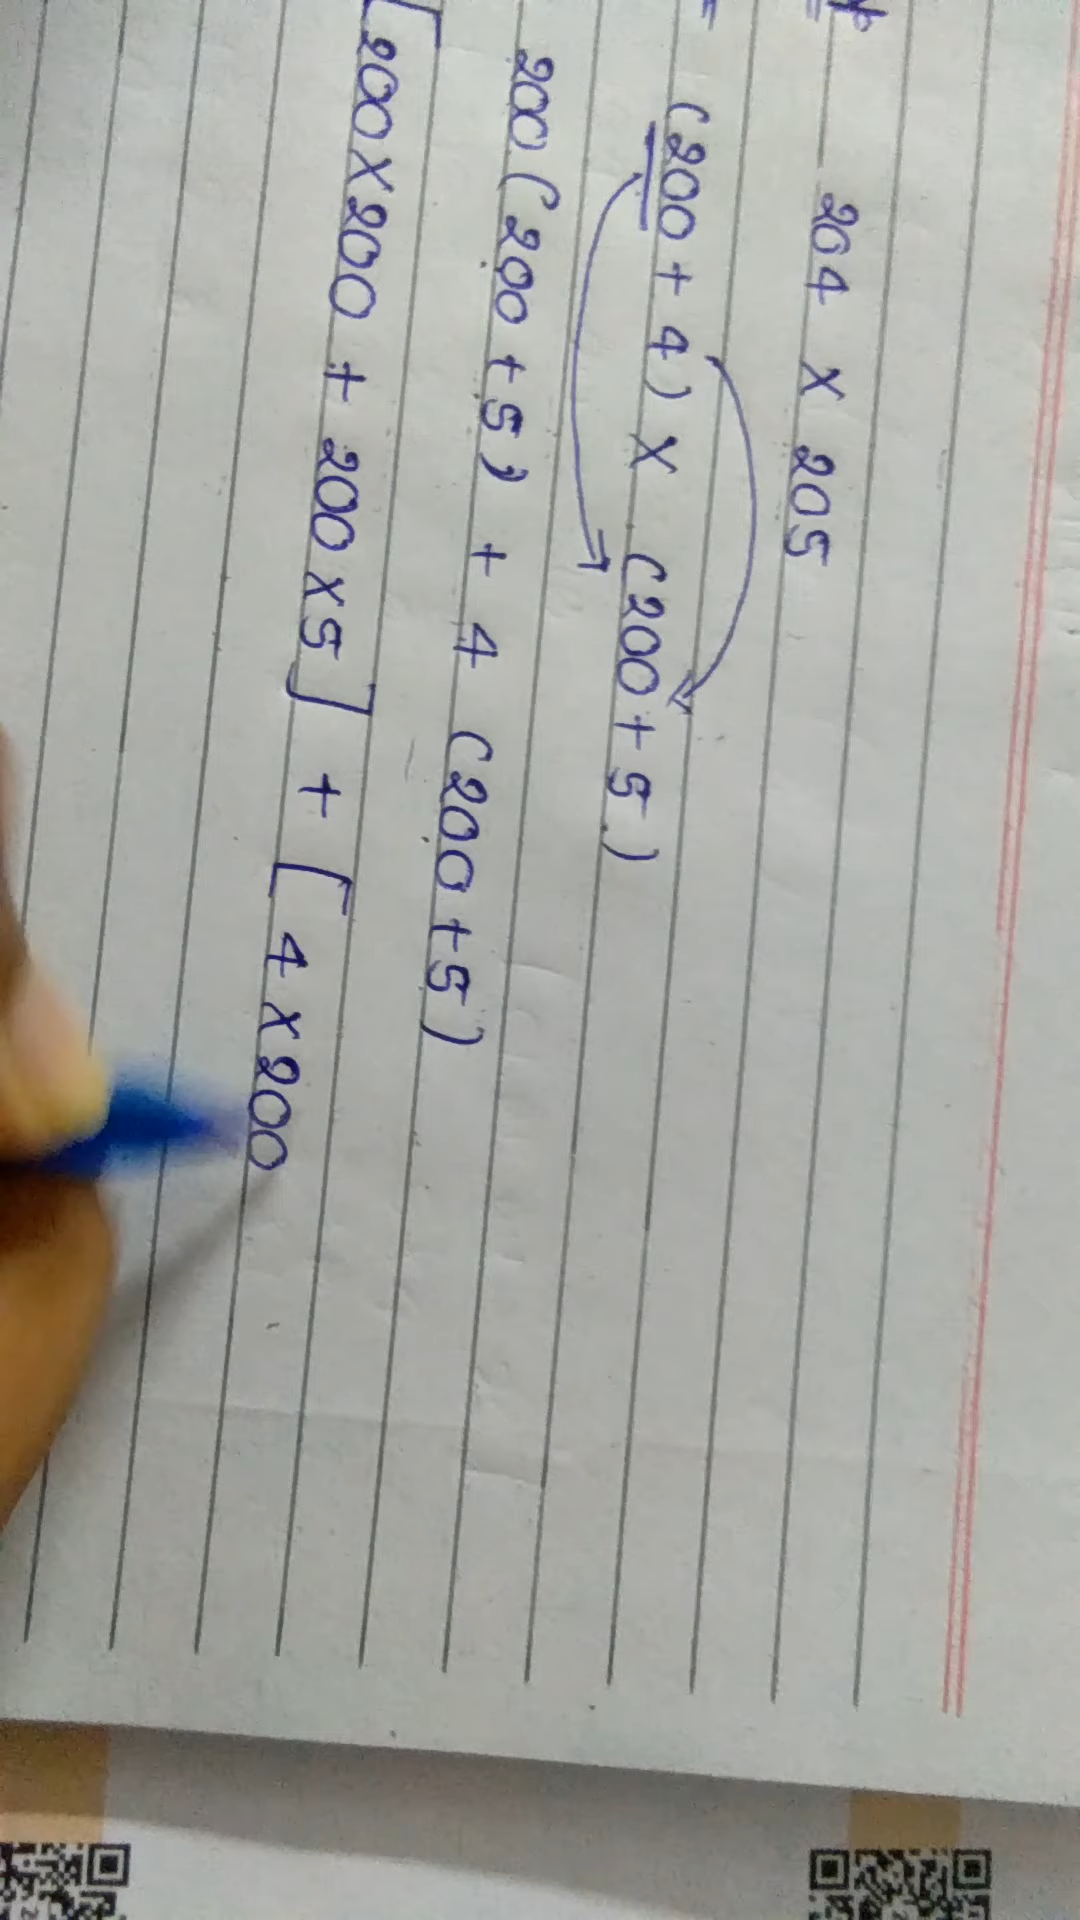 204 × 205
= (200 + 4) × (200 + 5)
200 (200 + 5) + 4 (200 + 5)
[200 × 200 + 200 × 5] + [4 × 200